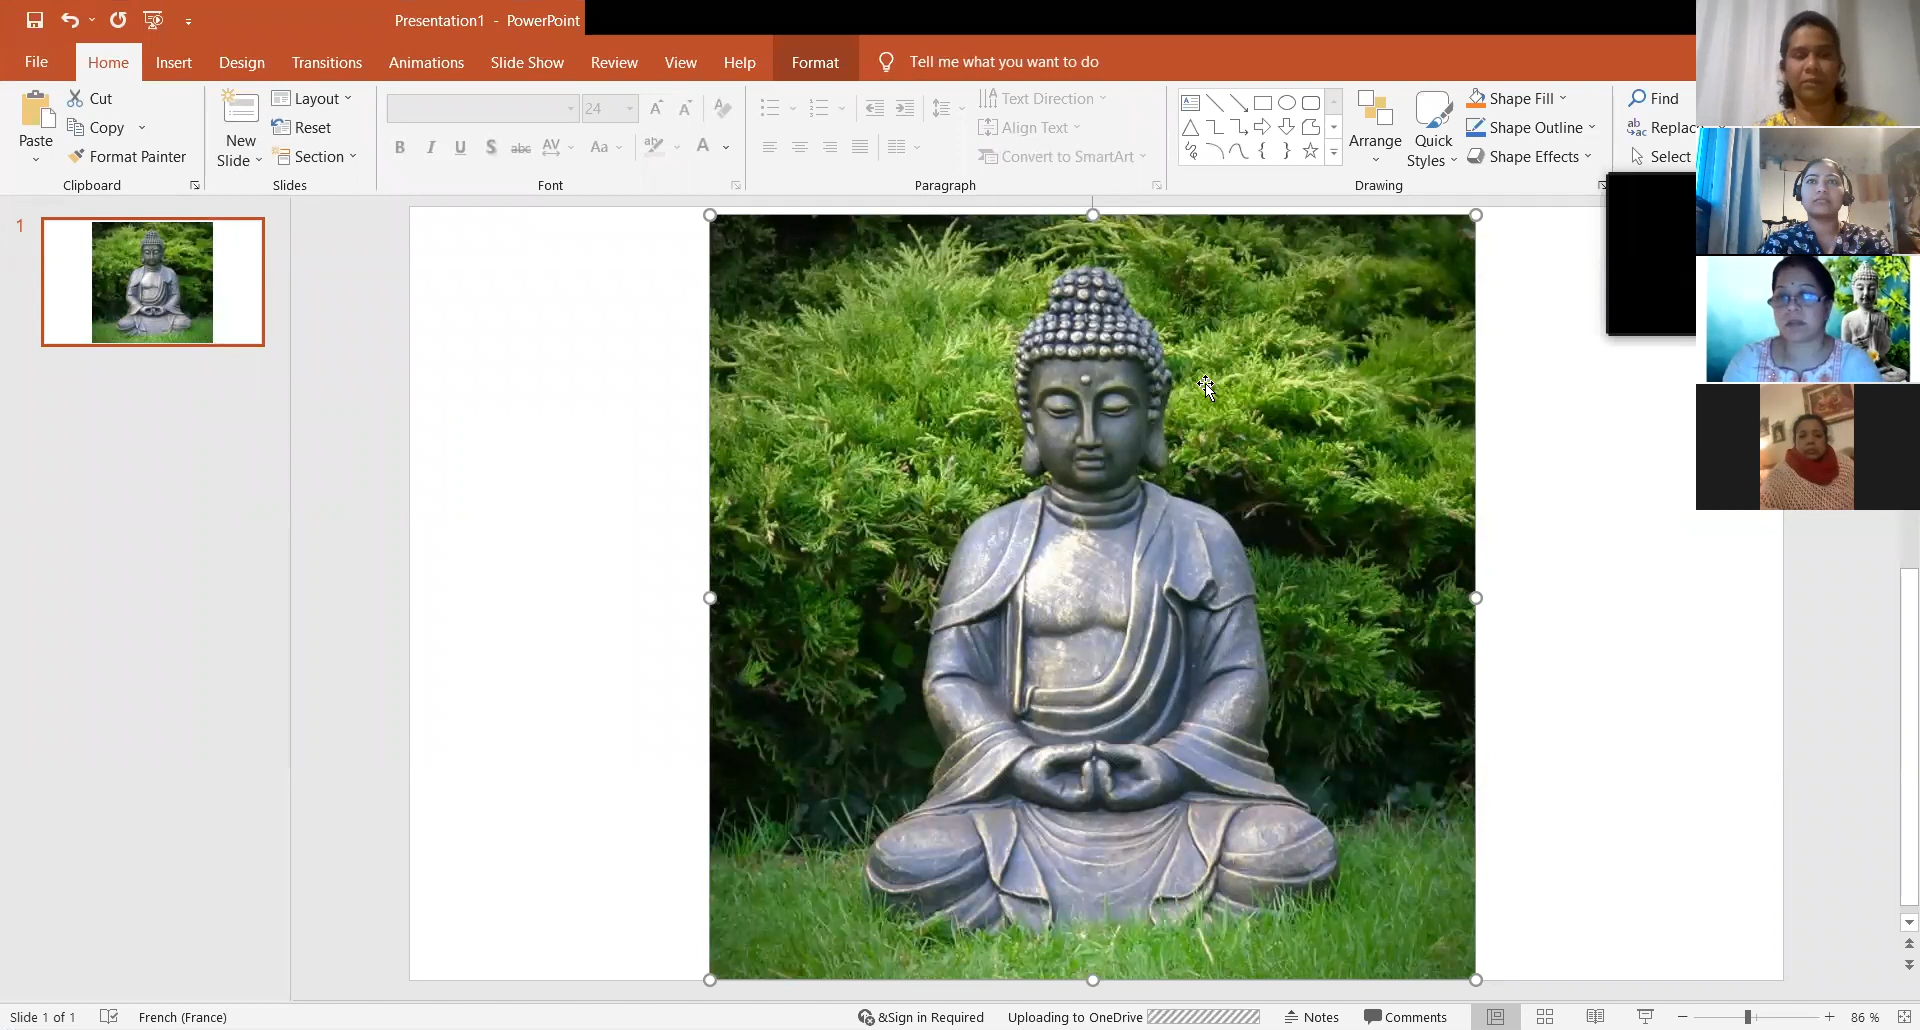 Presentation1 - PowerPoint
File Home Insert Design Transitions Animations Slide Show Review View Help Format Tell me what you want to do
Paste
Cut
Copy
Format Painter
Clipboard
New
Slide
Layout
Reset
Section
Slides
24
B I U S abc AV Aa A
Font
Text Direction
Align Text
Convert to SmartArt
Paragraph
Arrange
Quick
Styles
Shape Fill
Shape Outline
Shape Effects
Drawing
Find
Replac
Select
1
Slide 1 of 1 French (France) &Sign in Required Uploading to OneDrive Notes Comments 86 %